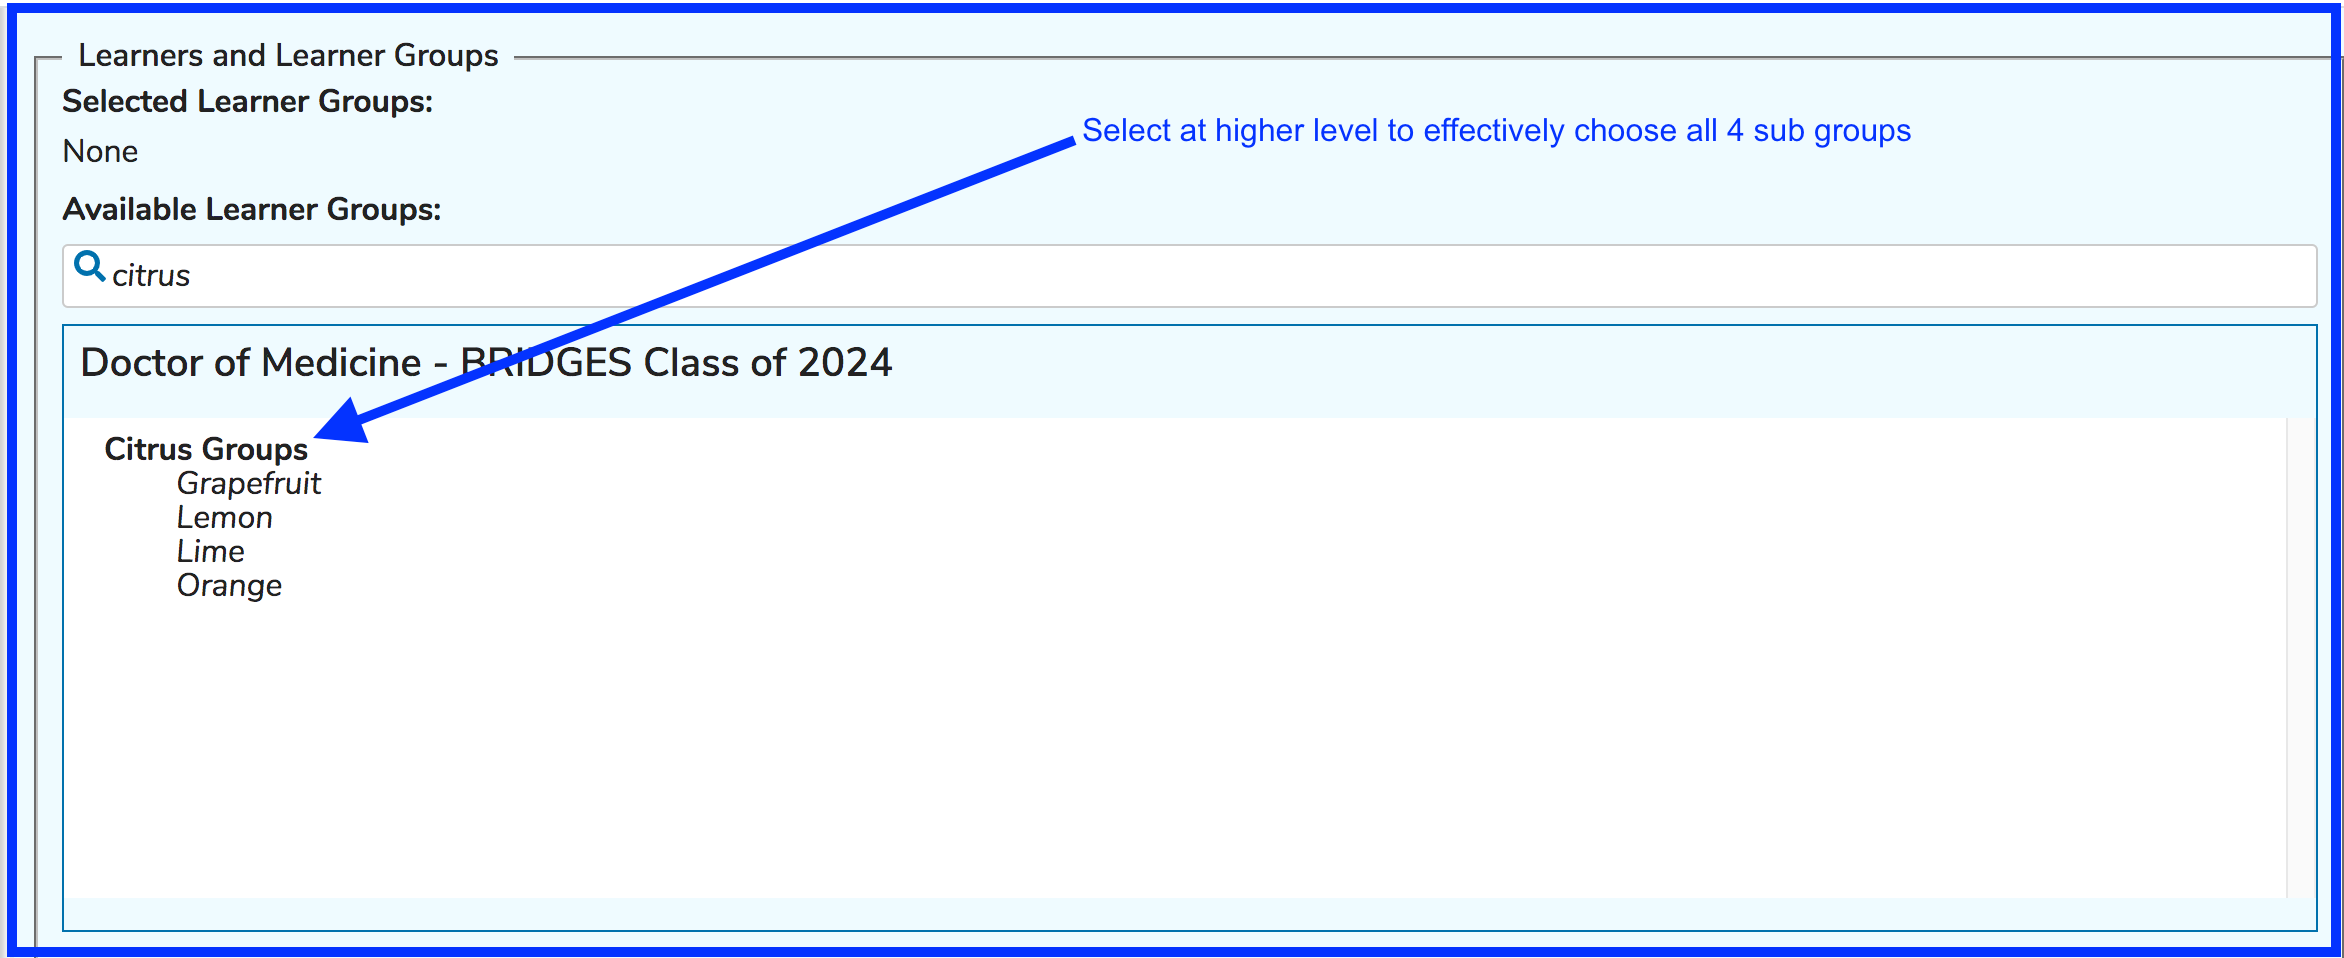 Learners and Learner Groups
Selected Learner Groups:
Select at higher level to effectively choose all 4 sub groups
None
Available Learner Groups:
citrus
Doctor of Medicine - BRIDGES Class of 2024
Citrus Groups
Grapefruit
Lemon
Lime
Orange